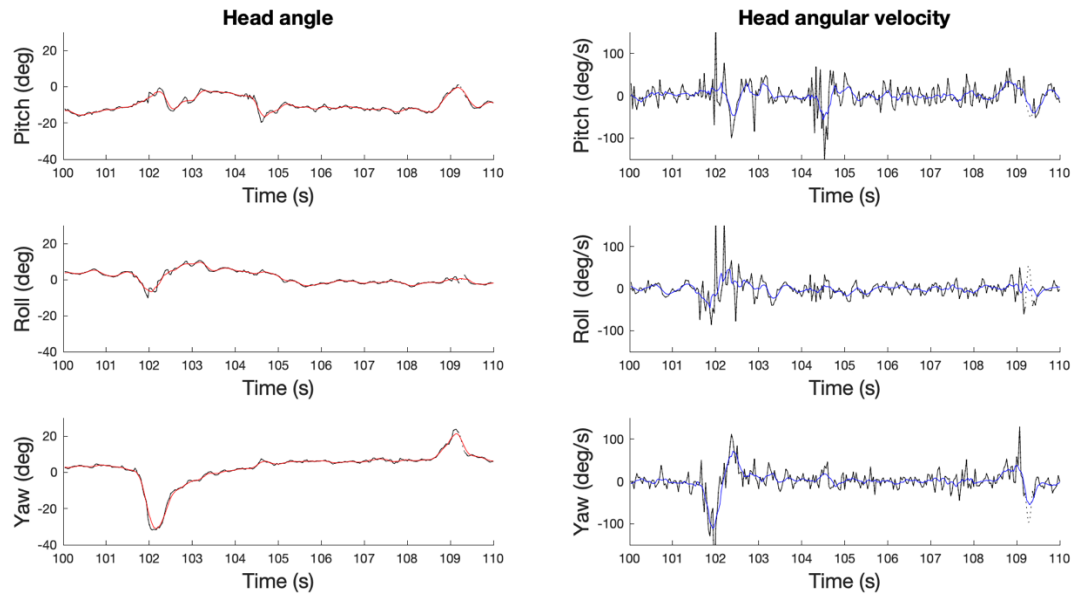 Head angle
Head angular velocity
Pitch (deg)
20
0
-20
-40
100 101 102 103 104 105 106 107 108 109 110
Time (s)
Pitch (deg/s)
100
0
-100
100 101 102 103 104 105 106 107 108 109 110
Time (s)
Roll (deg)
20
0
-20
-40
100 101 102 103 104 105 106 107 108 109 110
Time (s)
Roll (deg/s)
100
0
-100
100 101 102 103 104 105 106 107 108 109 110
Time (s)
Yaw (deg
20
0
-20
-40
100 101 102 103 104 105 106 107 108 109 110
Time (s)
Yaw (deg/s)
100
0
-100
100 101 102 103 104 105 106 107 108 109 110
Time (s)